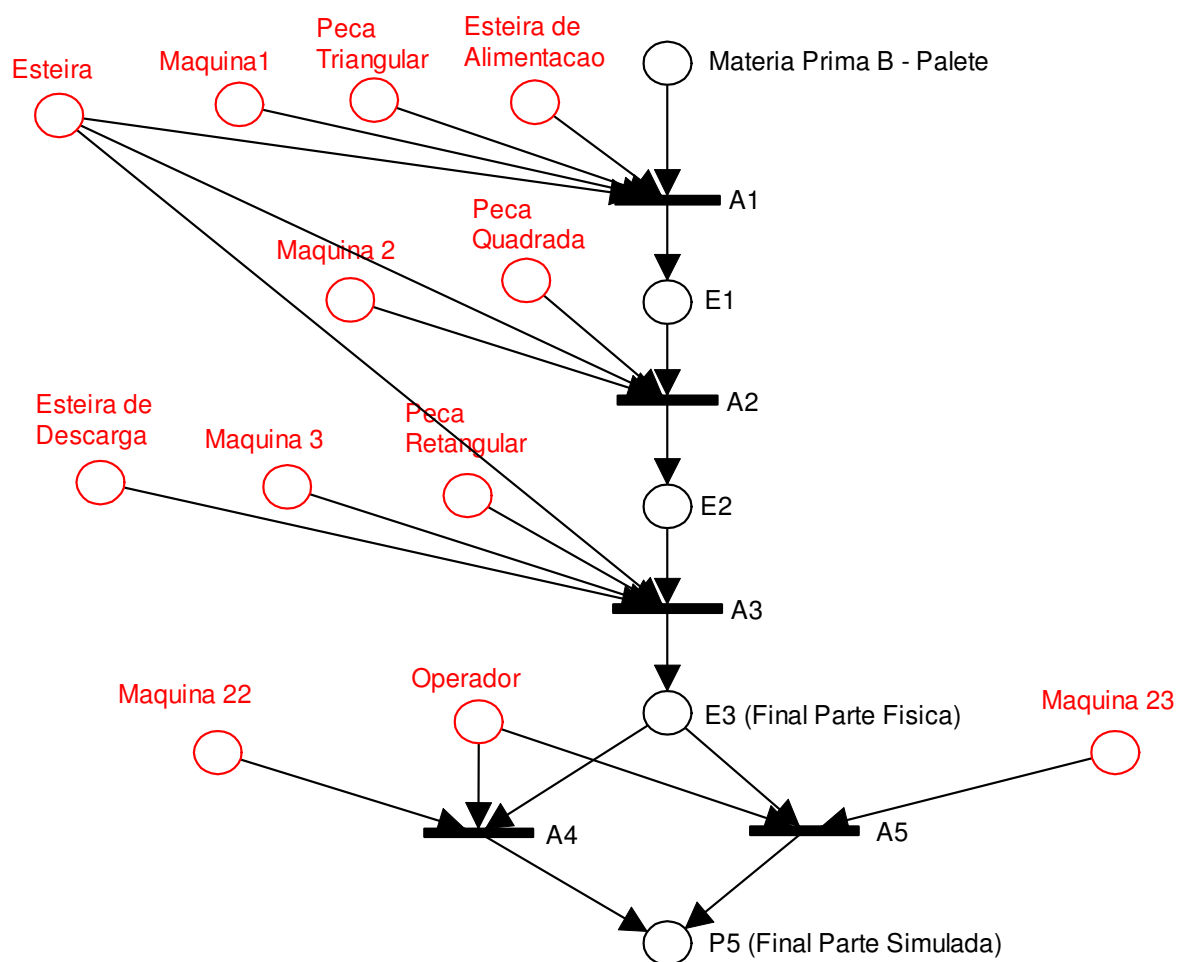 Esteira
Maquina1
Peca
Triangular
Esteira de
Alimentacao
Materia Prima B - Palete
A1
Peca
Quadrada
Maquina 2
E1
A2
Esteira de
Descarga
Maquina 3
Peca
Retangular
E2
A3
Maquina 22
Operador
E3 (Final Parte Fisica)
Maquina 23
A4
A5
P5 (Final Parte Simulada)